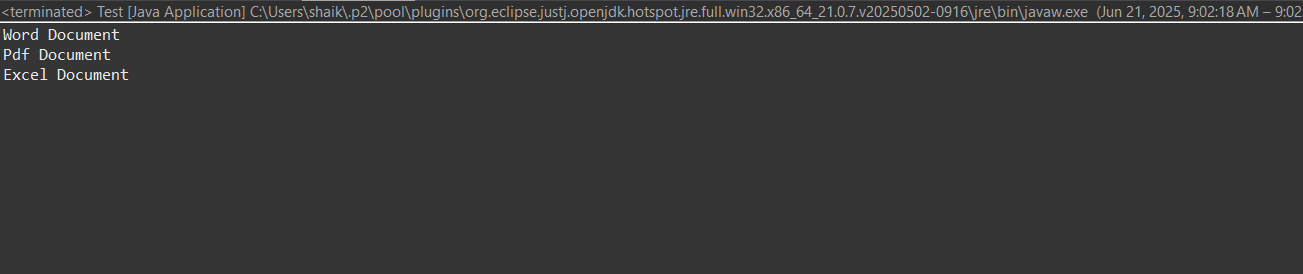 <terminated> Test [Java Application] C:\Users\shaik\.p2\pool\plugins\org.eclipse.justj.openjdk.hotspot.jre.full.win32.x86_64_21.0.7.v20250502-0916\jre\bin\javaw.exe (Jun 21, 2025, 9:02:18 AM – 9:02
Word Document
Pdf Document
Excel Document